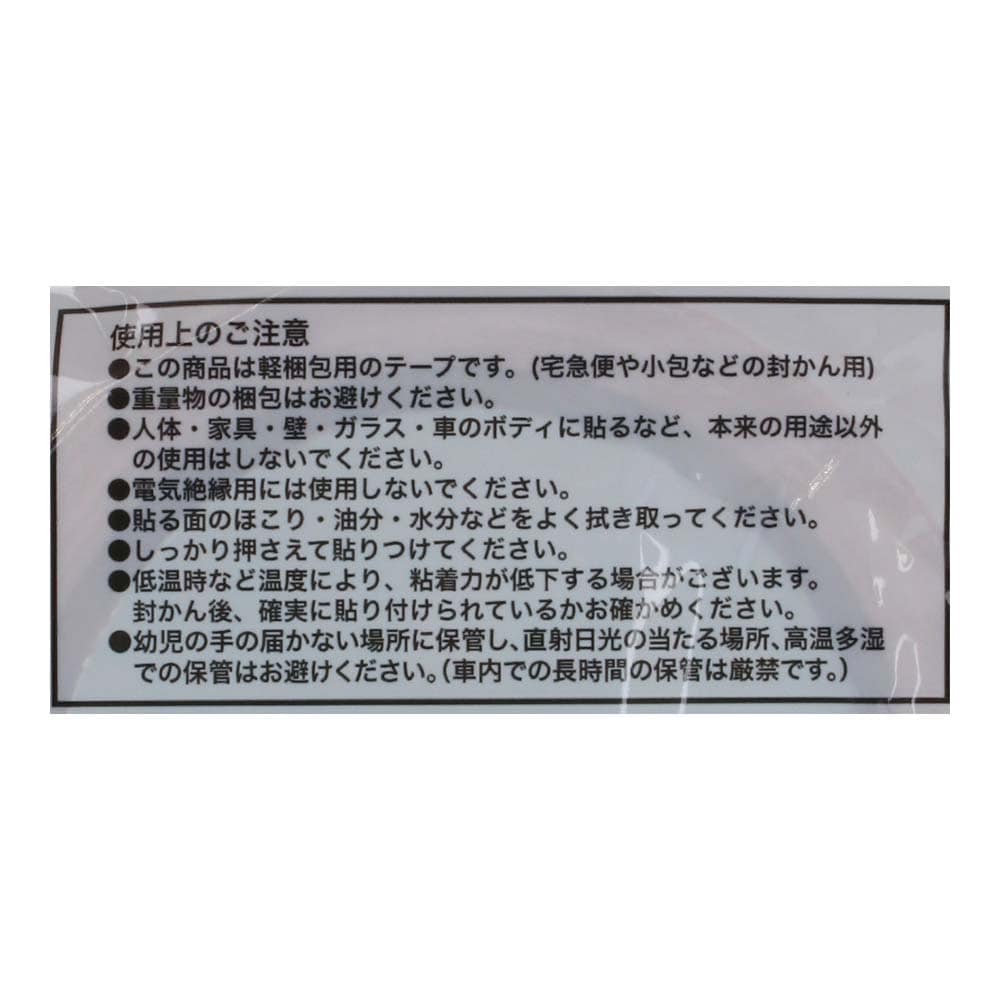 使用上のご注意
●この商品は軽梱包用のテープです。(宅急便や小包などの封かん用)
●重量物の梱包はお避けください。
●人体・家具・壁・ガラス・車のボディに貼るなど、本来の用途以外
の使用はしないでください。
●電気絶縁用には使用しないでください。
●貼る面のほこり・油分・水分などをよく拭き取ってください。
●しっかり押さえて貼りつけてください。
●低温時など温度により、粘着力が低下する場合がございます。
封かん後、確実に貼り付けられているかお確かめください。
●幼児の手の届かない場所に保管し、直射日光の当たる場所、高温多湿
での保管はお避けください。(車内での長時間の保管は厳禁です。)